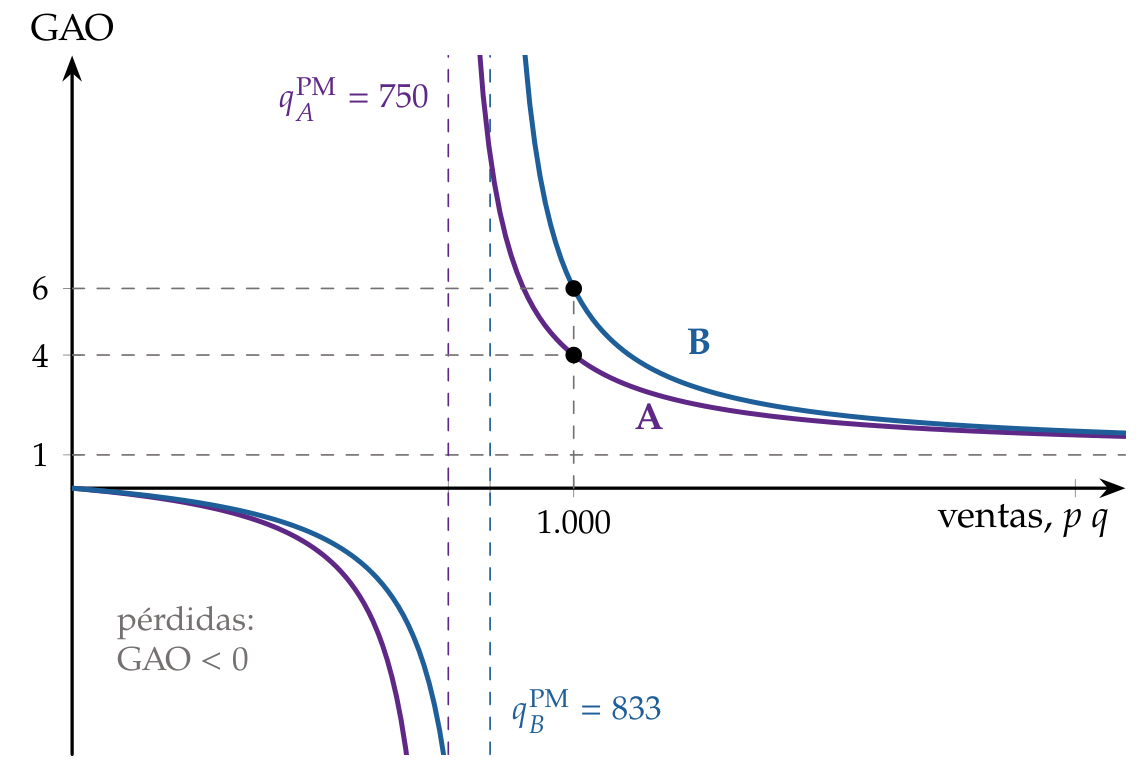 GAO
q_A^PM = 750
6
4
1
B
A
1.000
ventas, p q
pérdidas:
GAO < 0
q_B^PM = 833